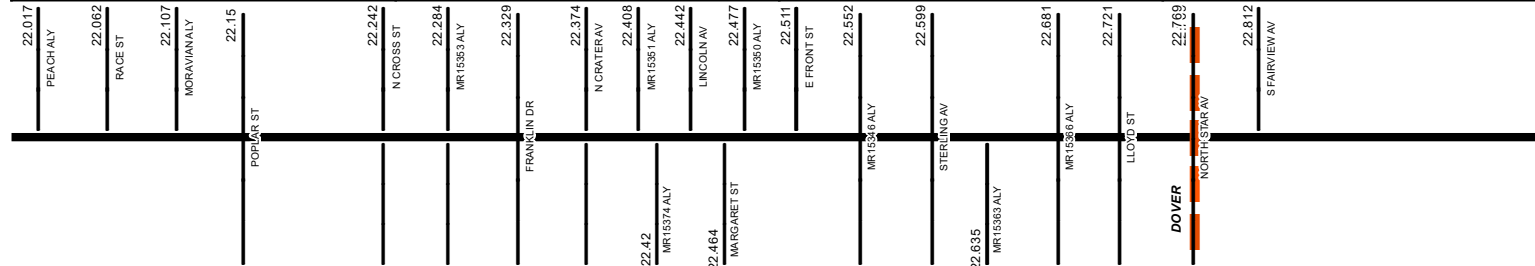 22.017
PEACH ALY
22.062
RACE ST
22.107
MORAVIAN ALY
22.15
POPLAR ST
22.242
N CROSS ST
22.284
MR15353 ALY
22.329
FRANKLIN DR
22.374
N CRATER AV
22.408
MR15351 ALY
22.42
MR15374 ALY
22.442
LINCOLN AV
22.464
MARGARET ST
22.477
MR15350 ALY
22.511
E FRONT ST
22.552
MR15346 ALY
22.599
STERLING AV
22.635
MR15363 ALY
22.681
MR15366 ALY
22.721
LLOYD ST
22.769
DOVER
NORTH STAR AV
22.812
S FAIRVIEW AV